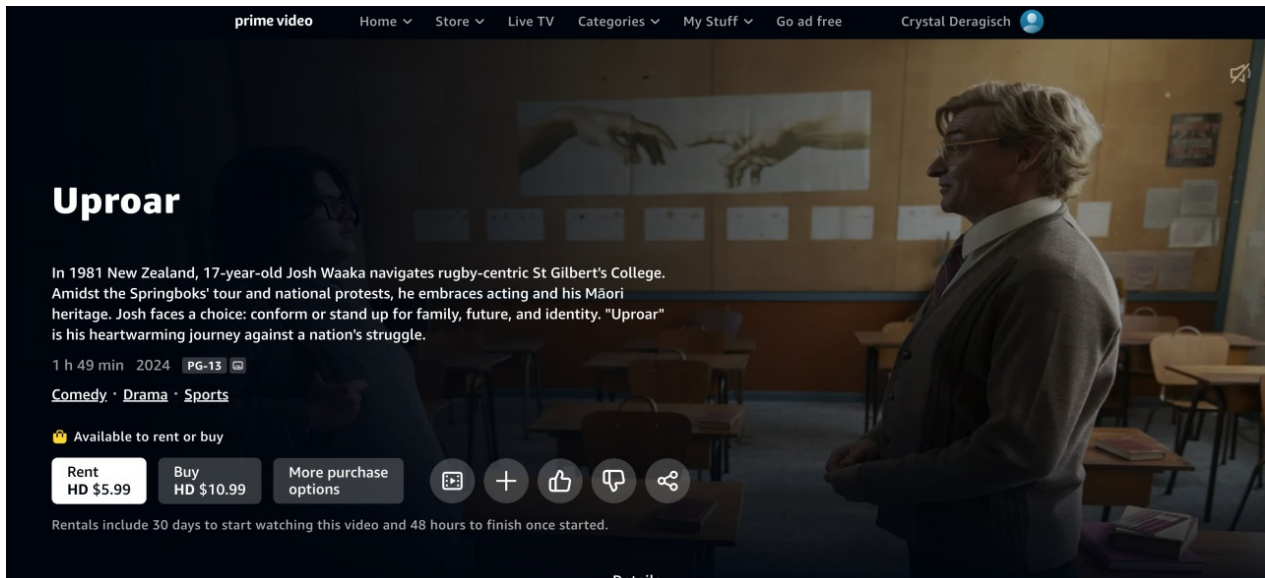 prime video Home Store Live TV Categories My Stuff Go ad free Crystal Deragisch
Uproar
In 1981 New Zealand, 17-year-old Josh Waaka navigates rugby-centric St Gilbert's College.
Amidst the Springboks' tour and national protests, he embraces acting and his Māori
heritage. Josh faces a choice: conform or stand up for family, future, and identity. "Uproar"
is his heartwarming journey against a nation's struggle.
1 h 49 min 2024 PG-13
Comedy · Drama · Sports
Available to rent or buy
Rent
HD $5.99
Buy
HD $10.99
More purchase
options
Rentals include 30 days to start watching this video and 48 hours to finish once started.